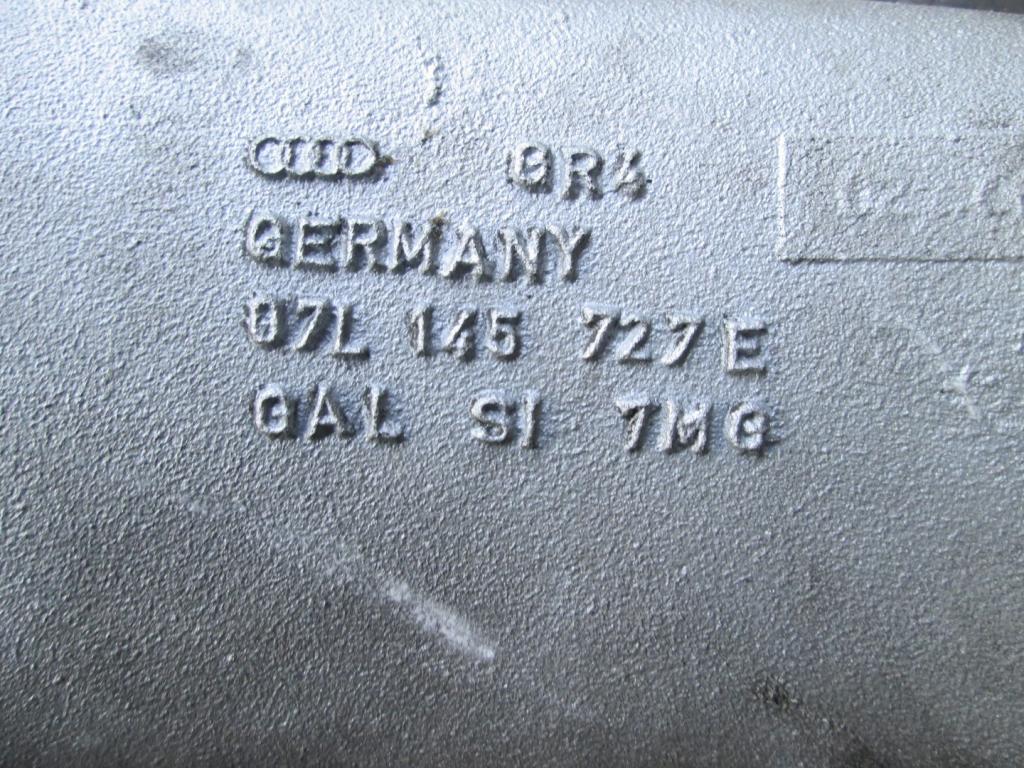 GR4
GERMANY
07L 145 727 E
GAL SI 7MG